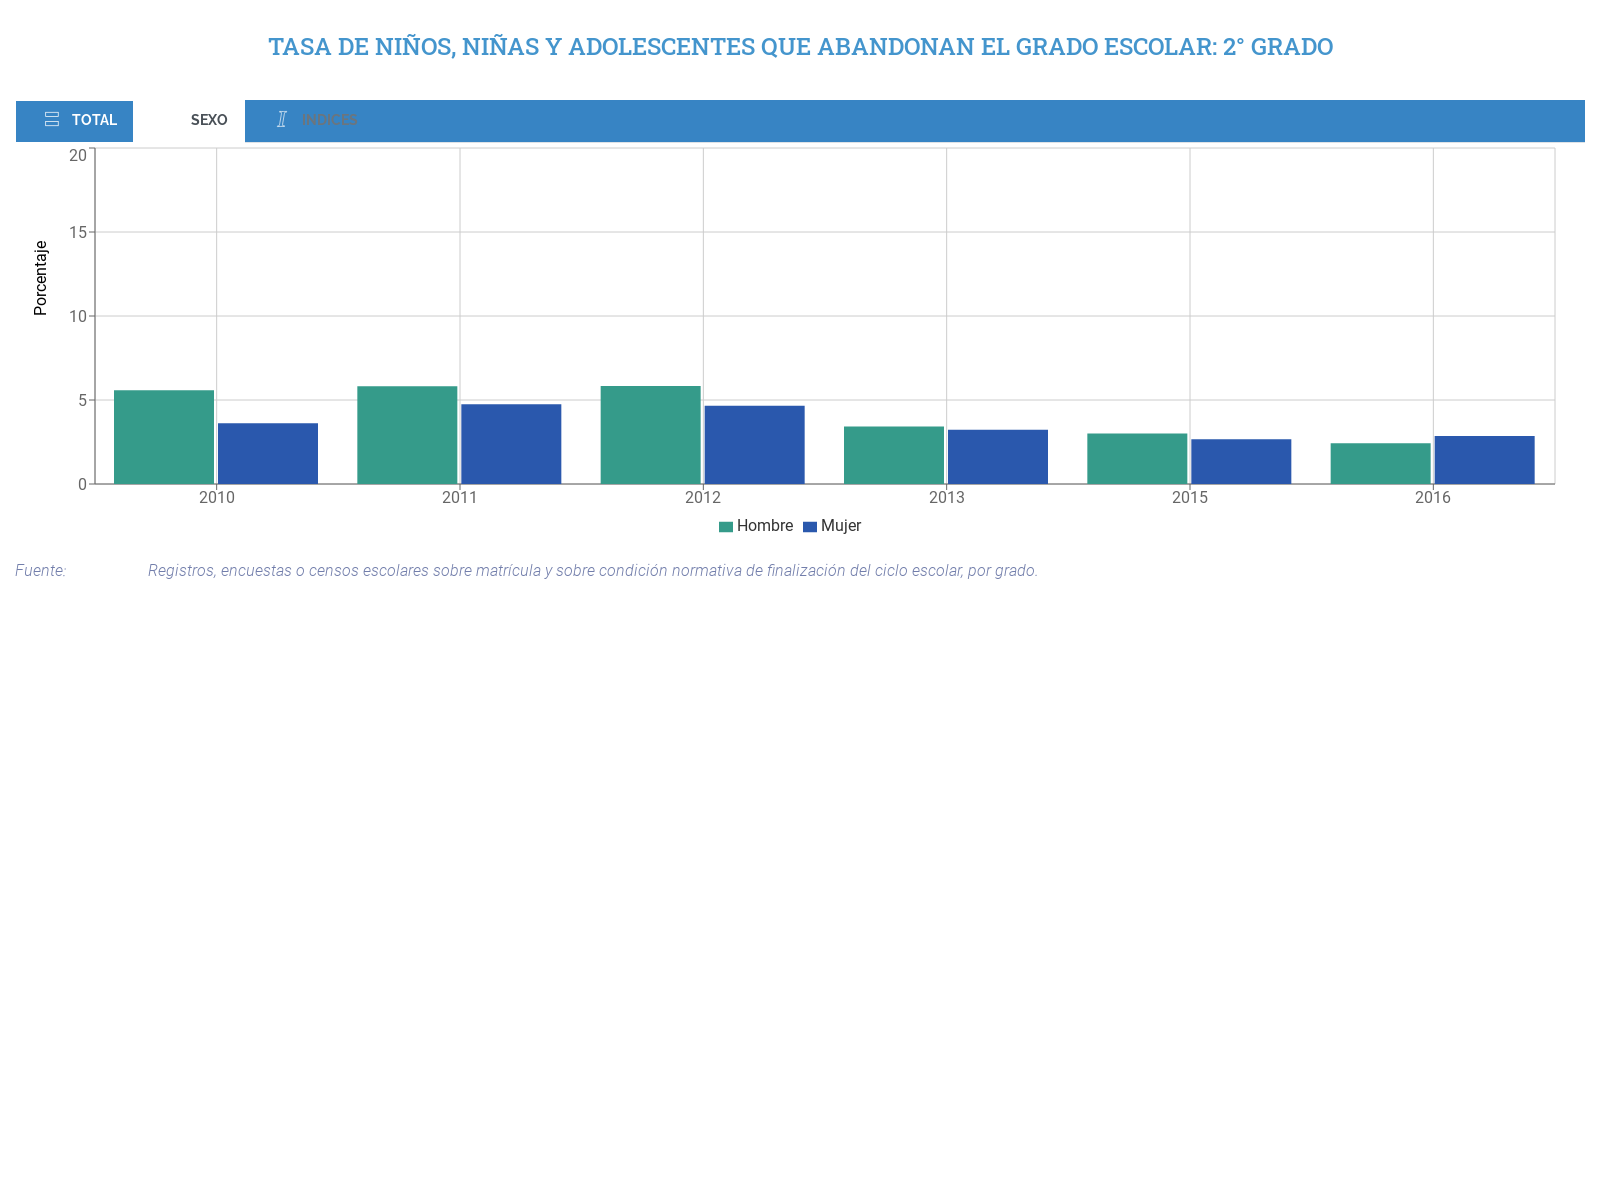 TASA DE NIÑOS, NIÑAS Y ADOLESCENTES QUE ABANDONAN EL GRADO ESCOLAR: 2° GRADO
TOTAL SEXO INDICES
20
15
10
5
0
Porcentaje
2010 2011 2012 2013 2015 2016
Hombre Mujer
Fuente: Registros, encuestas o censos escolares sobre matrícula y sobre condición normativa de finalización del ciclo escolar, por grado.